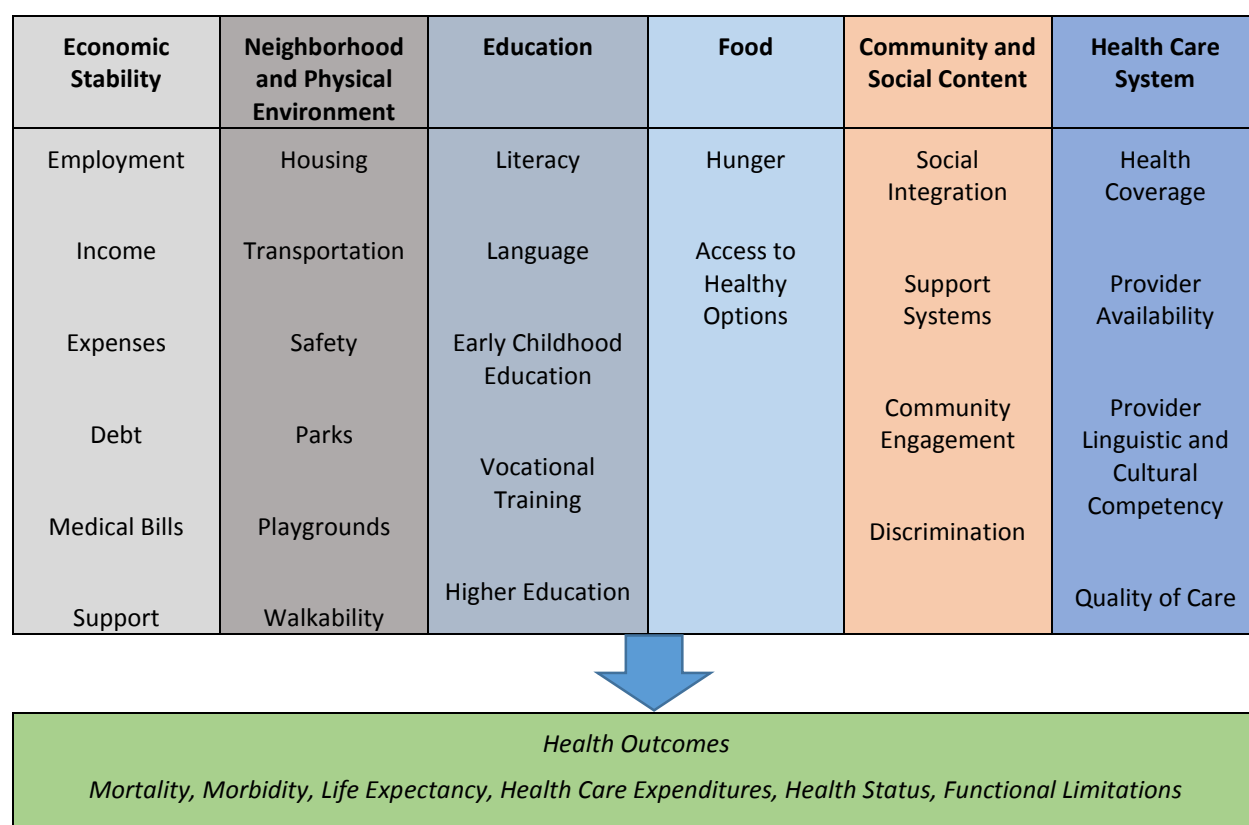 Economic
Stability
Neighborhood
and Physical
Environment
Education
Food
Community and
Social Content
Health Care
System
Employment
Income
Expenses
Debt
Medical Bills
Support
Housing
Transportation
Safety
Parks
Playgrounds
Walkability
Literacy
Language
Early Childhood
Education
Vocational
Training
Higher Education
Hunger
Access to
Healthy
Options
Social
Integration
Support
Systems
Community
Engagement
Discrimination
Health
Coverage
Provider
Availability
Provider
Linguistic and
Cultural
Competency
Quality of Care
Health Outcomes
Mortality, Morbidity, Life Expectancy, Health Care Expenditures, Health Status, Functional Limitations